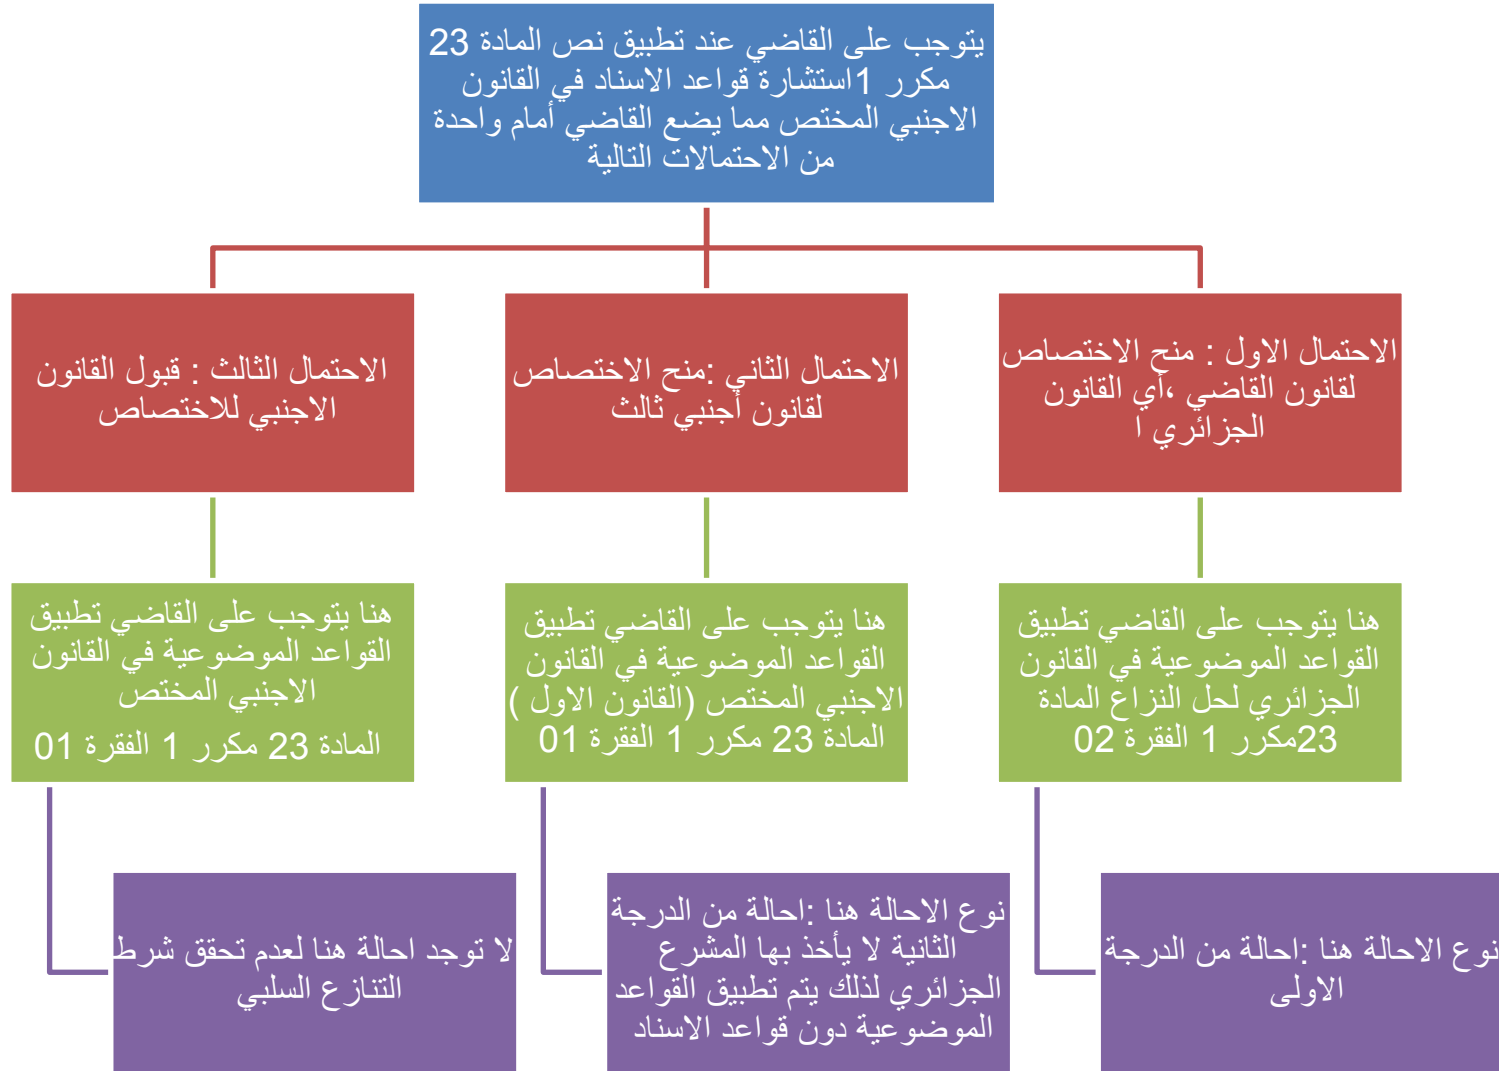 يتوجب على القاضي عند تطبيق نص المادة 23
مكرر 1استشارة قواعد الاسناد في القانون
الاجنبي المختص مما يضع القاضي أمام واحدة
من الاحتمالات التالية
الاحتمال الاول : منح الاختصاص
لقانون القاضي ،أي القانون
الجزائري ا
الاحتمال الثاني :منح الاختصاص
لقانون أجنبي ثالث
الاحتمال الثالث : قبول القانون
الاجنبي للاختصاص
هنا يتوجب على القاضي تطبيق
القواعد الموضوعية في القانون
الجزائري لحل النزاع المادة
23مكرر 1 الفقرة 02
هنا يتوجب على القاضي تطبيق
القواعد الموضوعية في القانون
الاجنبي المختص (القانون الاول )
المادة 23 مكرر 1 الفقرة 01
هنا يتوجب على القاضي تطبيق
القواعد الموضوعية في القانون
الاجنبي المختص
المادة 23 مكرر 1 الفقرة 01
نوع الاحالة هنا :احالة من الدرجة
الاولى
نوع الاحالة هنا :احالة من الدرجة
الثانية لا يأخذ بها المشرع
الجزائري لذلك يتم تطبيق القواعد
الموضوعية دون قواعد الاسناد
لا توجد احالة هنا لعدم تحقق شرط
التنازع السلبي